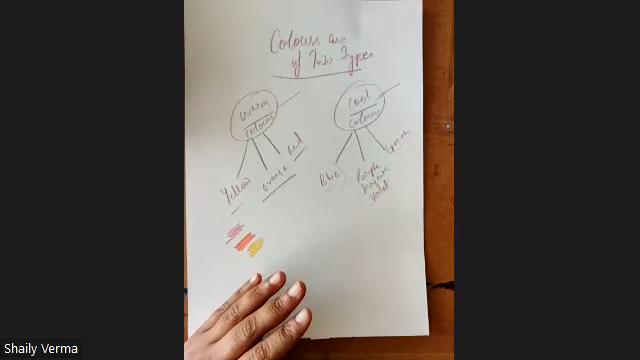 Colours are
of Two Types
Warm
colours
Cool
Colours
Yellow
orange
Red
Blue
Purple
Violet
Green
Shaily Verma